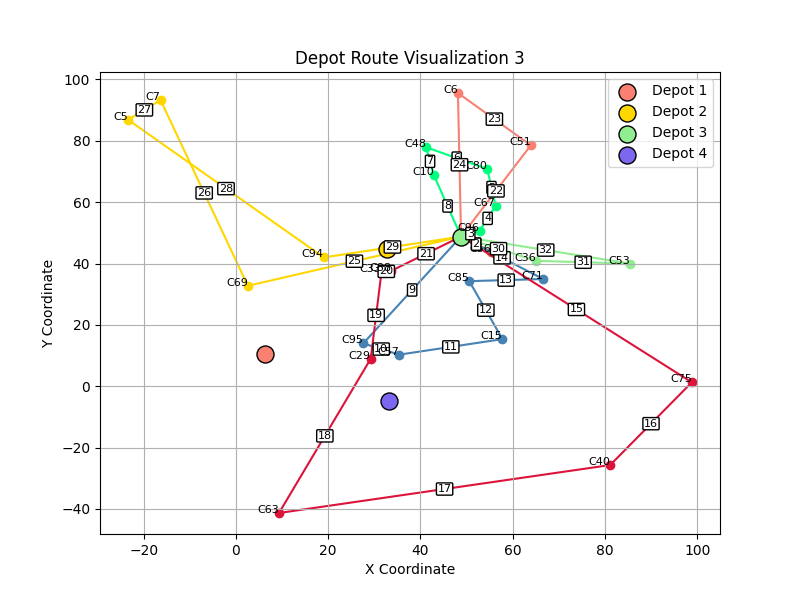 Depot Route Visualization 3
100
80
60
40
20
0
−20
−40
−20
0
20
40
60
80
100
X Coordinate
Y Coordinate
Depot 1
Depot 2
Depot 3
Depot 4
C7
C5
27
26
28
C94
C69
25
29
C6
23
C51
24
22
C48
7
C80
C10
8
C67
4
C96
3
2
30
14
32
C36
31
C53
21
20
9
19
C85
13
C71
12
15
C95
C29
11
C15
C75
16
C40
17
18
C63